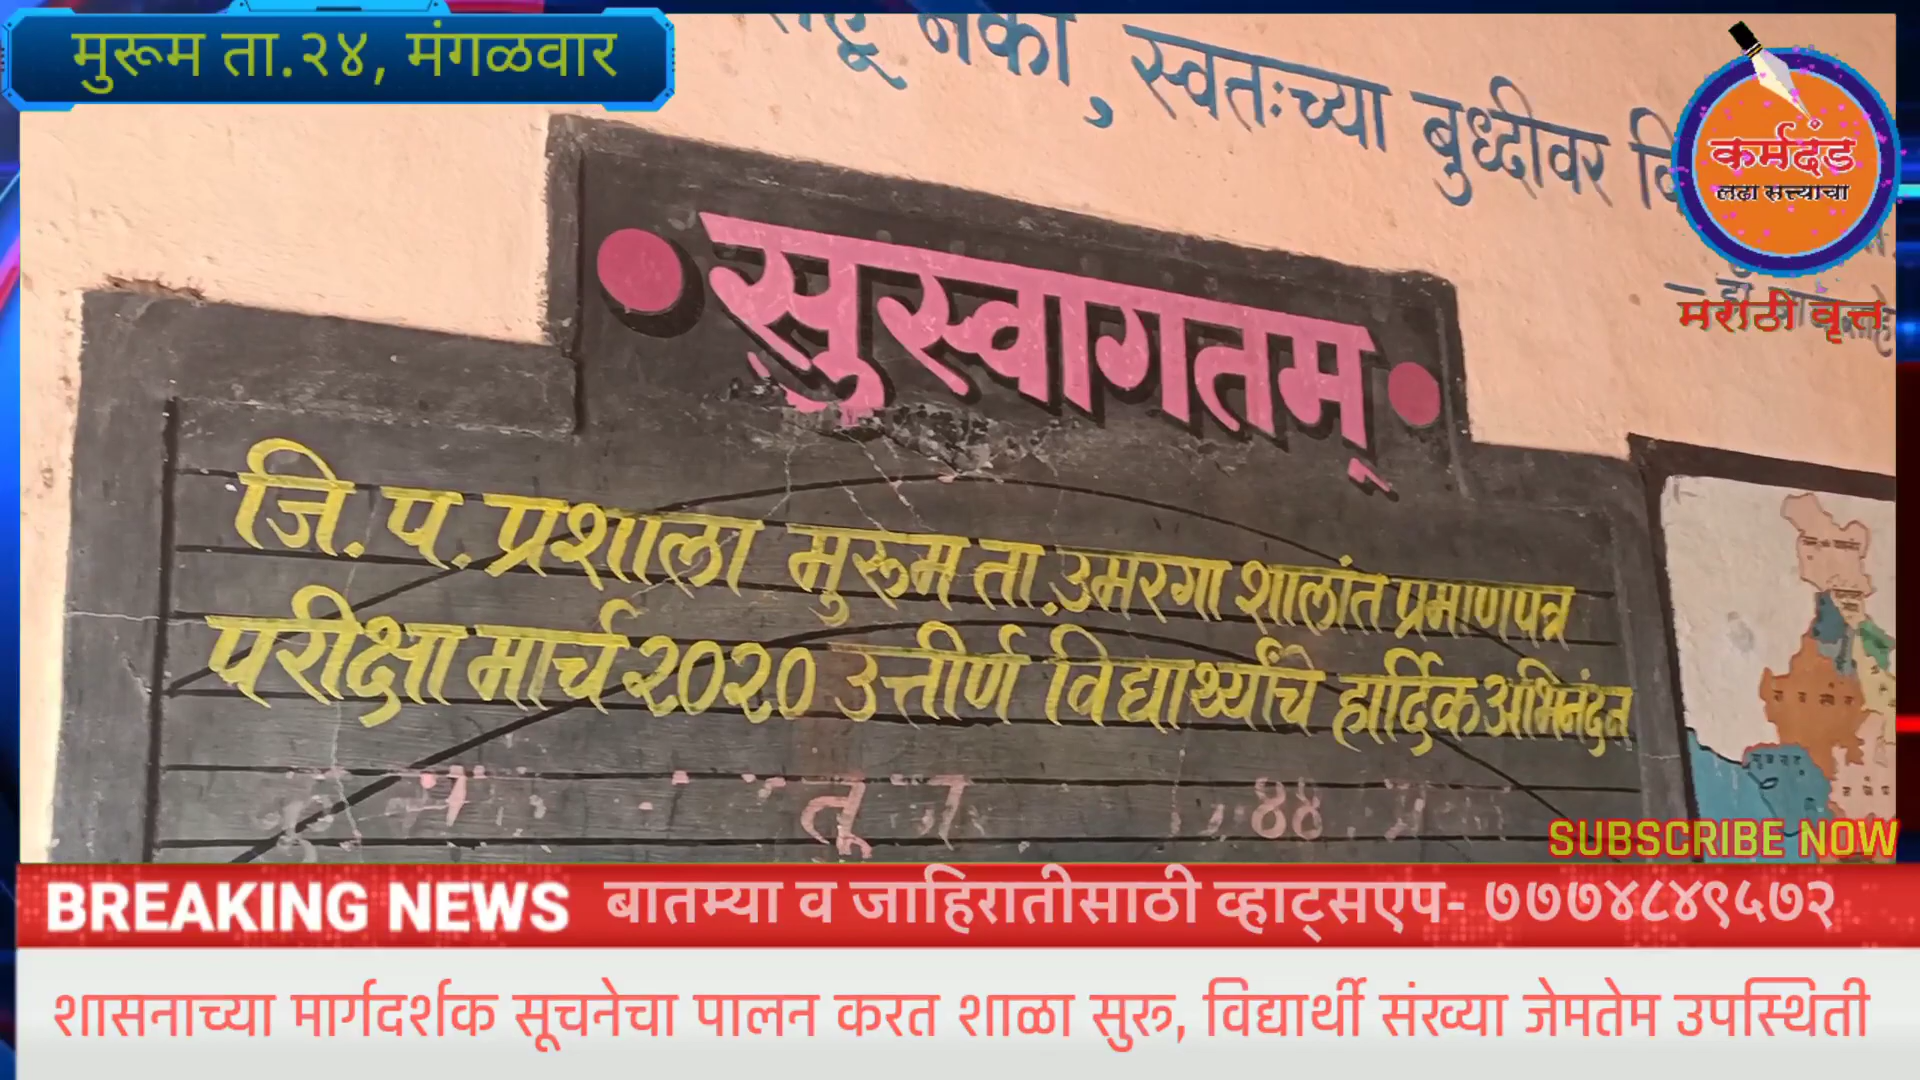 मुरूम ता.२४, मंगळवार
नका, स्वतःच्या बुध्दीवर
कर्मदंड
लढा सत्त्याचा
मराठी वृत्त
सुस्वागतम्
जि. प. प्रशाला मुरूम ता. उमरगा शालांत प्रमाणपत्र
परीक्षा मार्च २०२० उत्तीर्ण विद्यार्थ्यांचे हार्दिक अभिनंदन
SUBSCRIBE NOW
BREAKING NEWS बातम्या व जाहिरातीसाठी व्हाट्सएप- ७७७४८४९५७२
शासनाच्या मार्गदर्शक सूचनेचा पालन करत शाळा सुरु, विद्यार्थी संख्या जेमतेम उपस्थिती